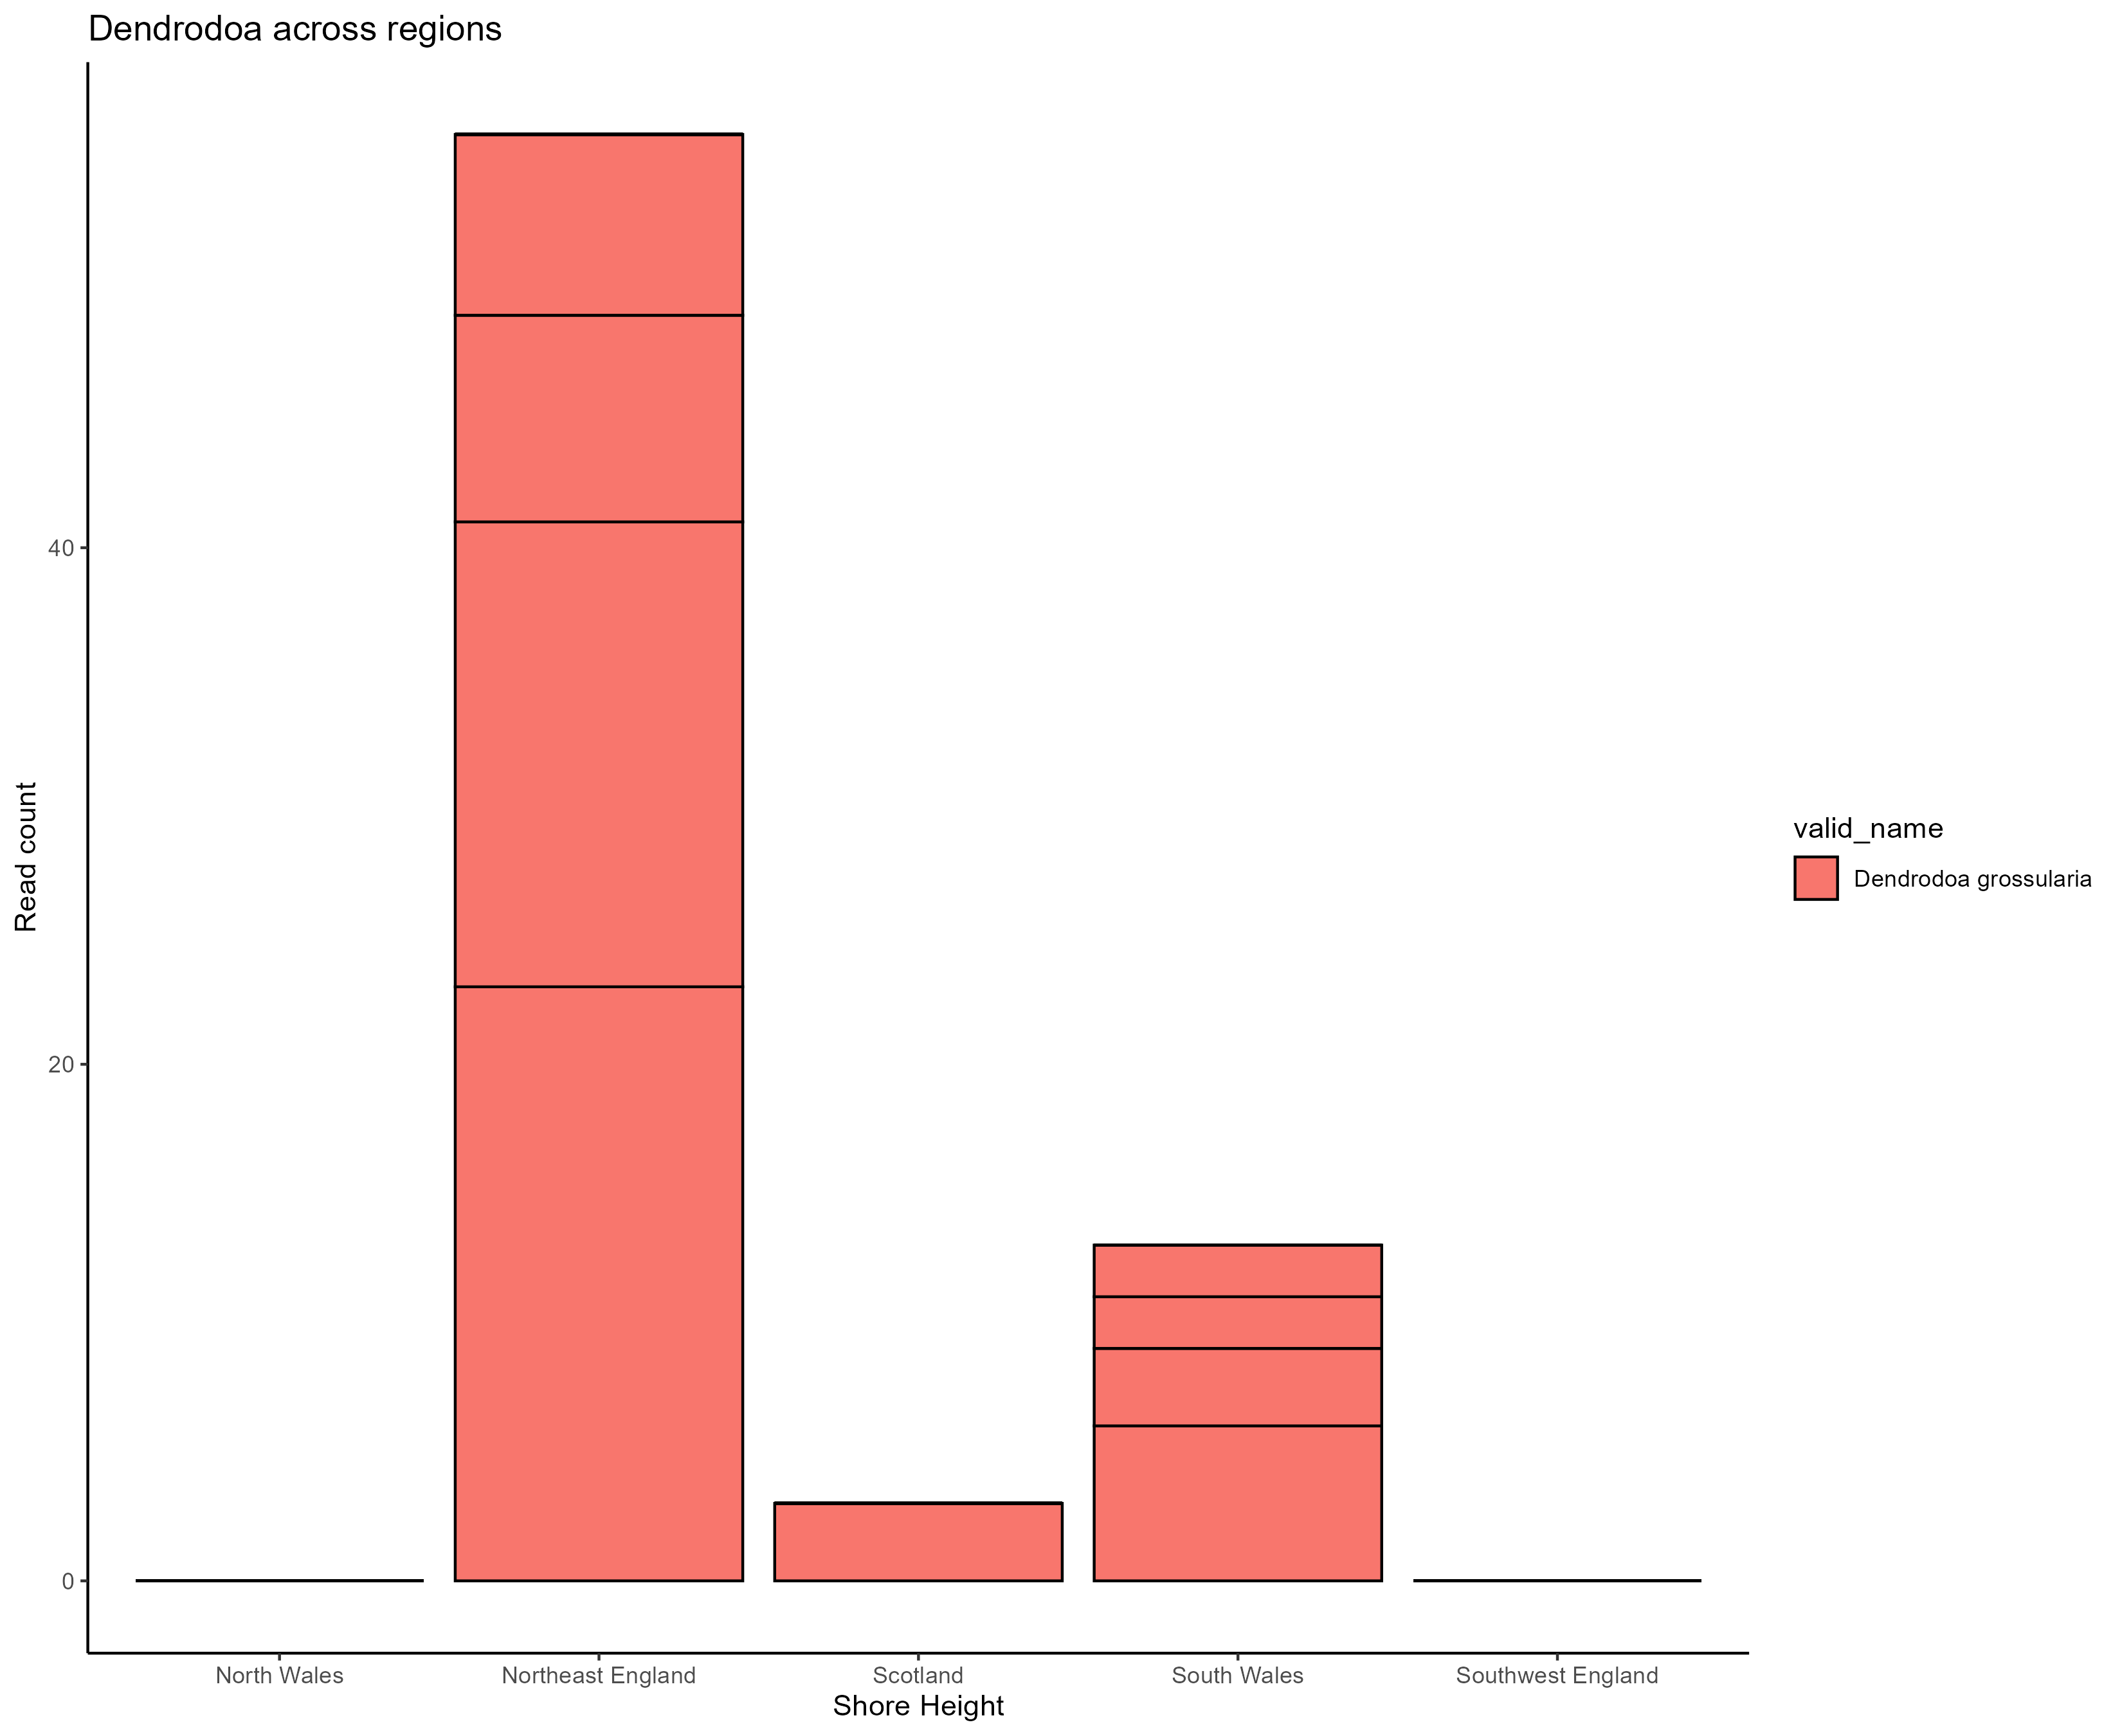 Dendrodoa across regions
Read count
40
20
0
North Wales
Northeast England
Scotland
South Wales
Southwest England
Shore Height
valid_name
Dendrodoa grossularia